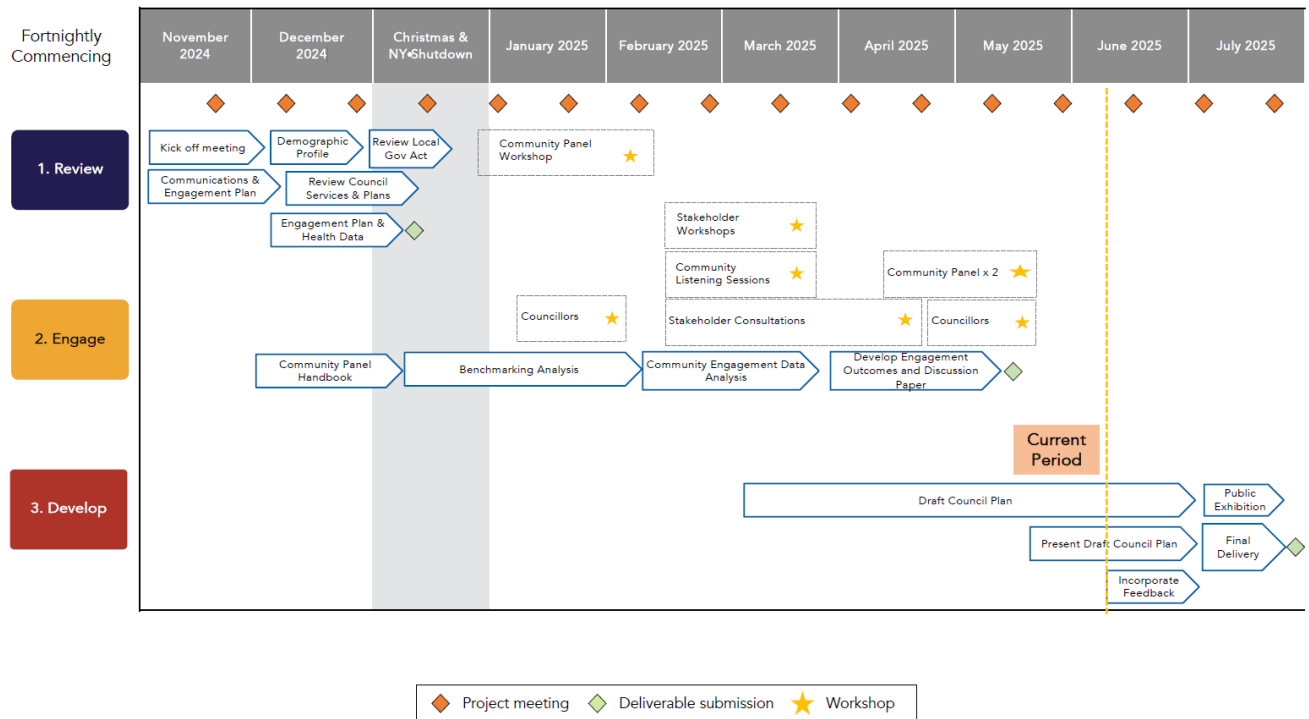 Fortnightly
Commencing
November
2024
December
2024
Christmas &
NY•Shutdown
January 2025
February 2025
March 2025
April 2025
May 2025
June 2025
July 2025
1. Review
Kick off meeting
Demographic
Profile
Review Local
Gov Act
Community Panel
Workshop
Communications &
Engagement Plan
Review Council
Services & Plans
Engagement Plan &
Health Data
Stakeholder
Workshops
Community
Listening Sessions
Community Panel x 2
2. Engage
Councillors
Stakeholder Consultations
Councillors
Community Panel
Handbook
Benchmarking Analysis
Community Engagement Data
Analysis
Develop Engagement
Outcomes and Discussion
Paper
Current
Period
3. Develop
Draft Council Plan
Public
Exhibition
Present Draft Council Plan
Final
Delivery
Incorporate
Feedback
Project meeting
Deliverable submission
Workshop